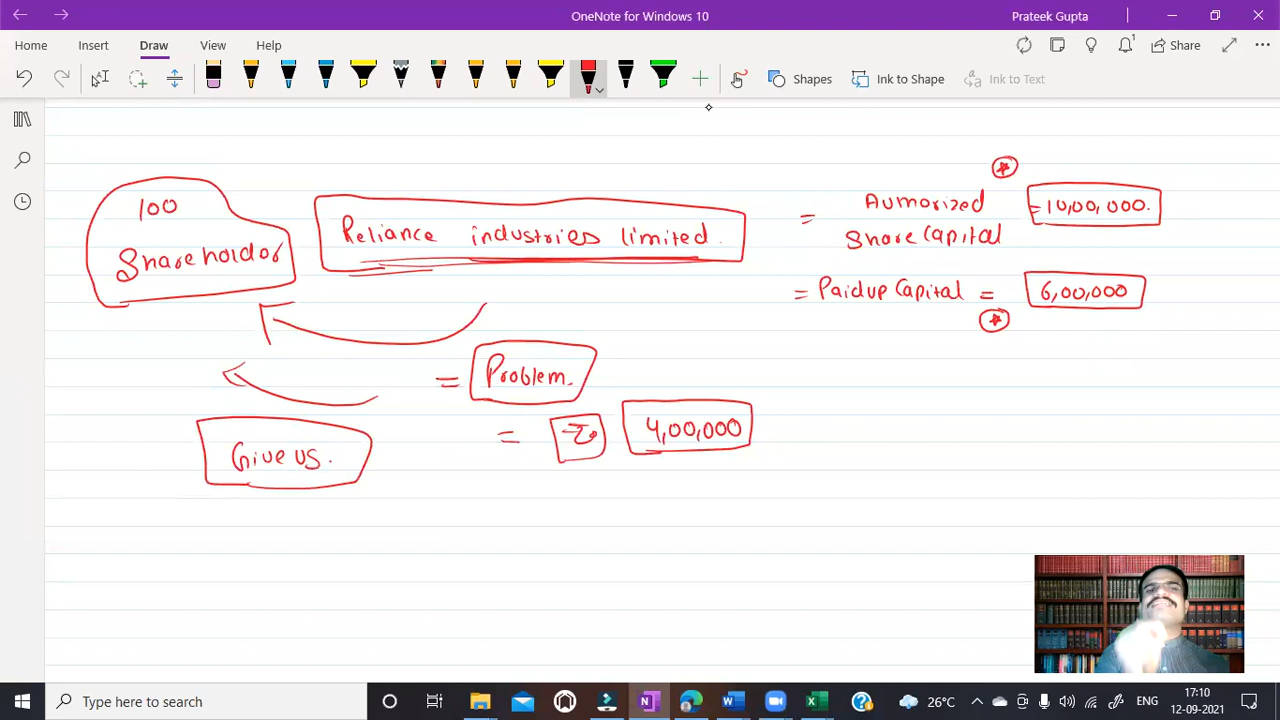 OneNote for Windows 10
Prateek Gupta
Home Insert Draw View Help
Share
Shapes
Ink to Shape
Ink to Text
100
Shareholdor
Reliance industries limited.
= Aumorized
Share Capital
=10,00,000.
= Paidup Capital =
6,00,000
= Problem.
=
4,00,000
Give us.
Type here to search
26°C
ENG
17:10
12-09-2021